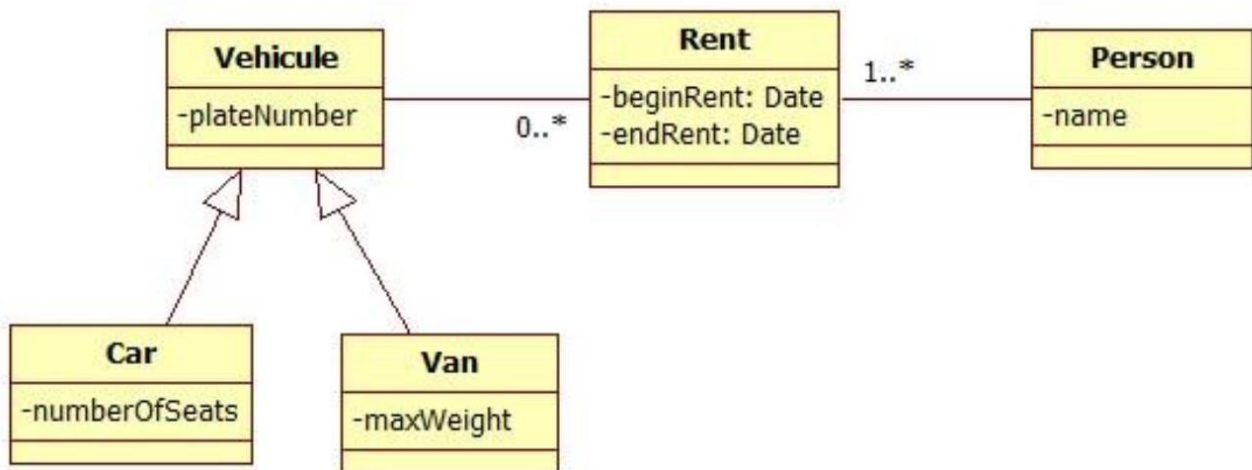 Vehicule
-plateNumber
0..*
Rent
-beginRent: Date
-endRent: Date
1..*
Person
-name
Car
-numberOfSeats
Van
-maxWeight